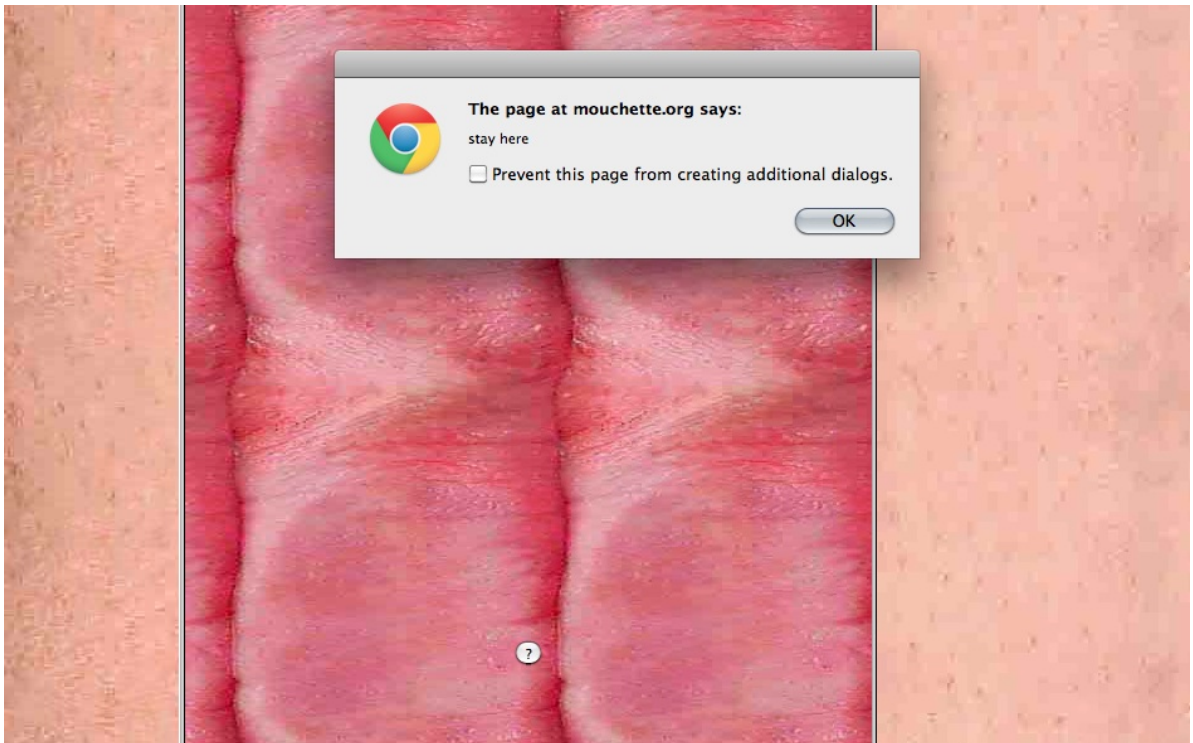 The page at mouchette.org says:
stay here
Prevent this page from creating additional dialogs.
OK
?